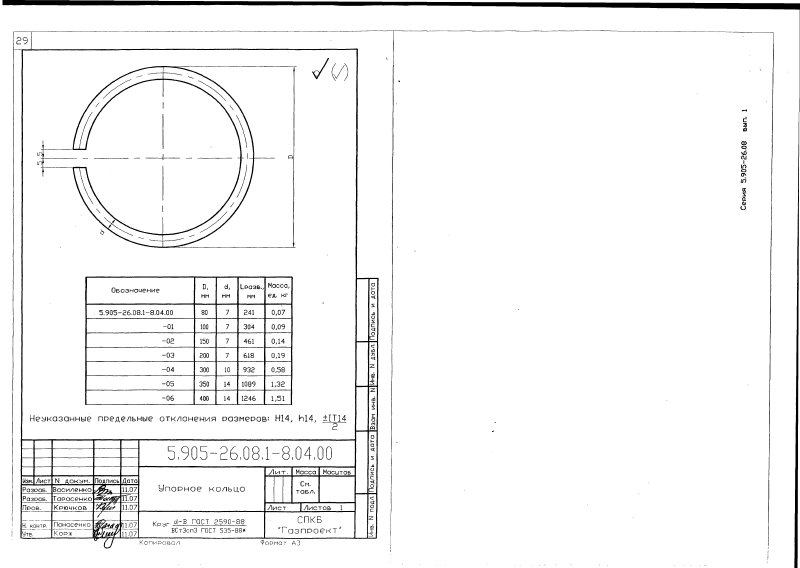 29
5,5
D
d
Серия 5.905-26.08 вып. 1
Обозначение | D, мм | d, мм | Lразв., мм | Масса, ед. кг
5.905-26.08.1-8.04.00 | 80 | 7 | 241 | 0,07
-01 | 100 | 7 | 304 | 0,09
-02 | 150 | 7 | 461 | 0,14
-03 | 200 | 7 | 618 | 0,19
-04 | 300 | 10 | 932 | 0,58
-05 | 350 | 14 | 1089 | 1,32
-06 | 400 | 14 | 1246 | 1,51
Неуказанные предельные отклонения размеров: H14, h14, ±IT14
2
5.905-26.08.1-8.04.00
Изм. Лист N докум. Подпись Дата
Разраб. Василенко 11.07
Разраб. Тарасенко 11.07
Пров. Крючков 11.07
Н. контр. Панасенко 11.07
Утв. Корх 11.07
Упорное кольцо
Лит. Масса Масштаб
См.
табл.
Лист Листов 1
Круг d-В ГОСТ 2590-88
ВСт3сп3 ГОСТ 535-88*
СПКБ
"Газпроект"
Копировал Формат А3
Подпись и дата
Инв. N дубл.
Взам. инв. N
Подпись и дата
Инв. N подл.